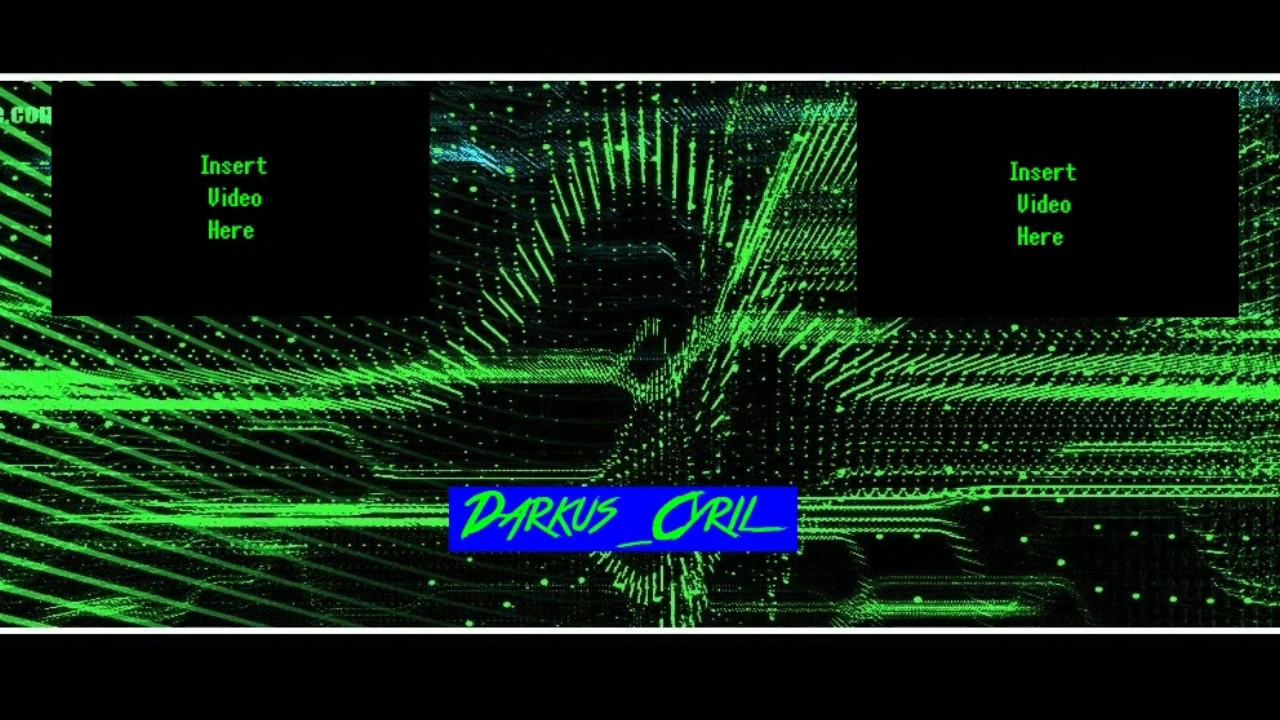 Insert
Video
Here
Insert
Video
Here
Darkus_Cyril